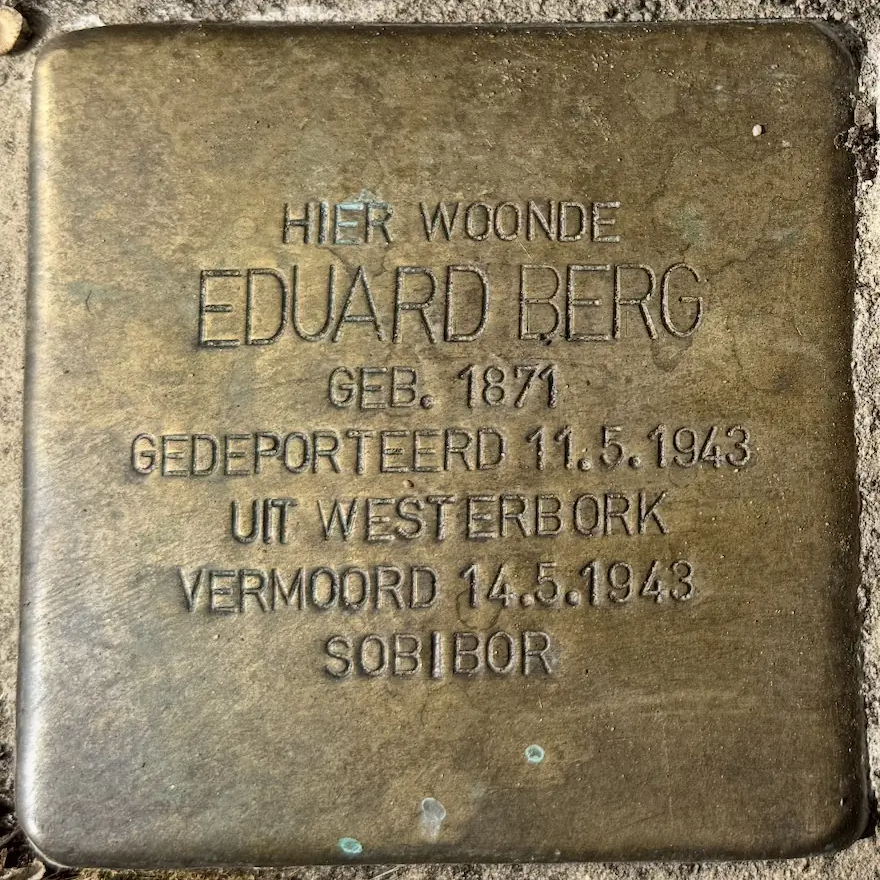 HIER WOONDE
EDUARD BERG
GEB. 1871
GEDEPORTEERD 11.5.1943
UIT WESTERBORK
VERMOORD 14.5.1943
SOBIBOR